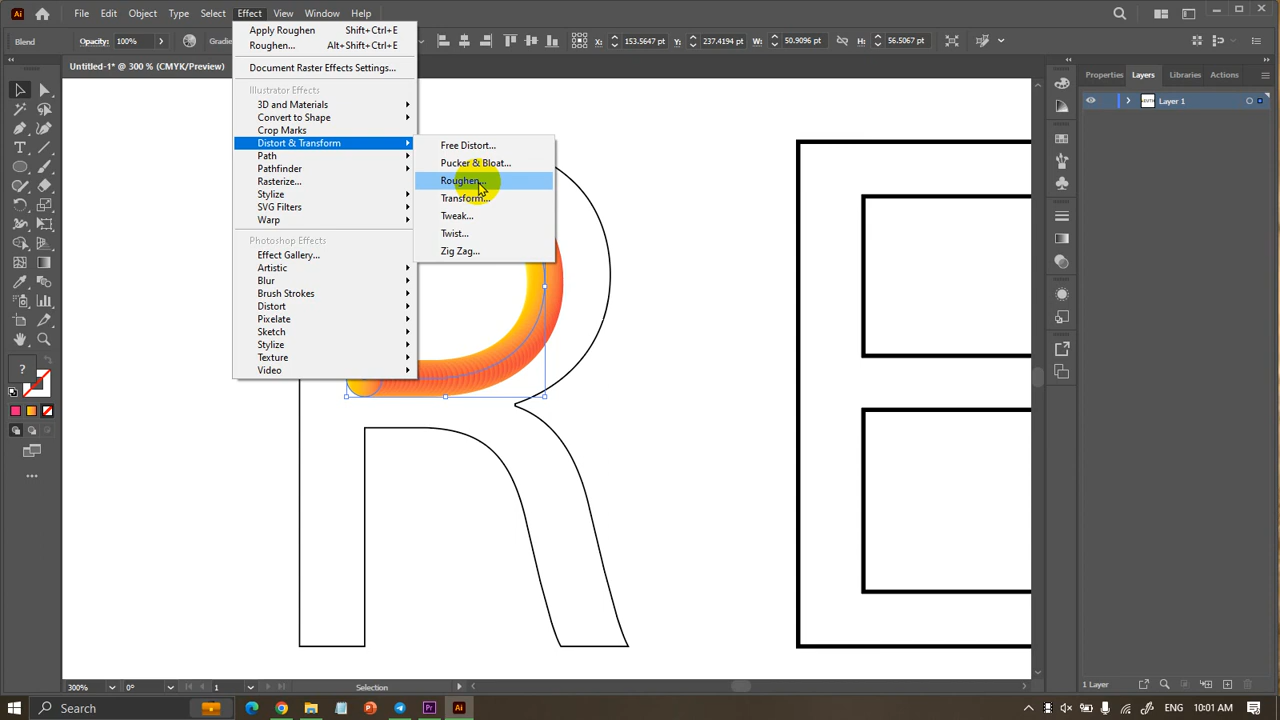 Ai File Edit Object Type Select Effect View Window Help
Blend Opacity: 100% X: 153.5647 pt Y: 237.4194 pt W: 50.9096 pt H: 56.5067 pt
Untitled-1* @ 300 % (CMYK/Preview)
Apply Roughen Shift+Ctrl+E
Roughen... Alt+Shift+Ctrl+E
Document Raster Effects Settings...
Illustrator Effects
3D and Materials
Convert to Shape
Crop Marks
Distort & Transform
Path
Pathfinder
Rasterize...
Stylize
SVG Filters
Warp
Photoshop Effects
Effect Gallery...
Artistic
Blur
Brush Strokes
Distort
Pixelate
Sketch
Stylize
Texture
Video
Free Distort...
Pucker & Bloat...
Roughen...
Transform...
Tweak...
Twist...
Zig Zag...
Properties Layers Libraries Actions
Layer 1
?
R E
300% 0° 1 Selection
1 Layer
Search
Pr Ai
ENG 10:01 AM